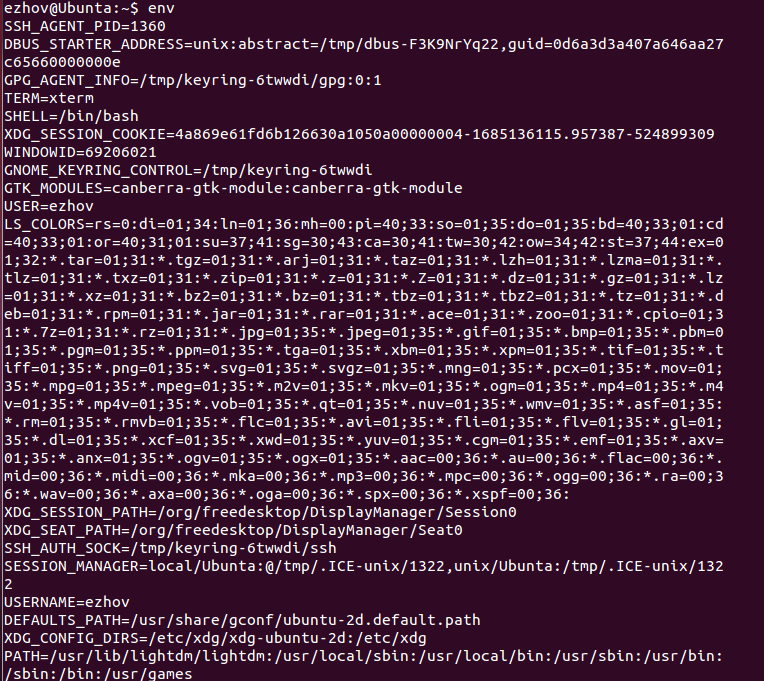 ezhov@Ubuntu:~$ env
SSH_AGENT_PID=1360
DBUS_STARTER_ADDRESS=unix:abstract=/tmp/dbus-F3K9NrYq22,guid=0d6a3d3a407a646aa27
c65660000000e
GPG_AGENT_INFO=/tmp/keyring-6twwdi/gpg:0:1
TERM=xterm
SHELL=/bin/bash
XDG_SESSION_COOKIE=4a869e61fd6b126630a1050a00000004-1685136115.957387-524899309
WINDOWID=69206021
GNOME_KEYRING_CONTROL=/tmp/keyring-6twwdi
GTK_MODULES=canberra-gtk-module:canberra-gtk-module
USER=ezhov
LS_COLORS=rs=0:di=01;34:ln=01;36:mh=00:pi=40;33:so=01;35:do=01;35:bd=40;33;01:cd
=40;33;01:or=40;31;01:su=37;41:sg=30;43:ca=30;41:tw=30;42:ow=34;42:st=37;44:ex=0
1;32:*.tar=01;31:*.tgz=01;31:*.arj=01;31:*.taz=01;31:*.lzh=01;31:*.lzma=01;31:*.
tlz=01;31:*.txz=01;31:*.zip=01;31:*.z=01;31:*.Z=01;31:*.dz=01;31:*.gz=01;31:*.lz
=01;31:*.xz=01;31:*.bz2=01;31:*.bz=01;31:*.tbz=01;31:*.tbz2=01;31:*.tz=01;31:*.d
eb=01;31:*.rpm=01;31:*.jar=01;31:*.rar=01;31:*.ace=01;31:*.zoo=01;31:*.cpio=01;3
1:*.7z=01;31:*.rz=01;31:*.jpg=01;35:*.jpeg=01;35:*.gif=01;35:*.bmp=01;35:*.pbm=0
1;35:*.pgm=01;35:*.ppm=01;35:*.tga=01;35:*.xbm=01;35:*.xpm=01;35:*.tif=01;35:*.t
iff=01;35:*.png=01;35:*.svg=01;35:*.svgz=01;35:*.mng=01;35:*.pcx=01;35:*.mov=01;
35:*.mpg=01;35:*.mpeg=01;35:*.m2v=01;35:*.mkv=01;35:*.ogm=01;35:*.mp4=01;35:*.m4
v=01;35:*.mp4v=01;35:*.vob=01;35:*.qt=01;35:*.nuv=01;35:*.wmv=01;35:*.asf=01;35:
*.rm=01;35:*.rmvb=01;35:*.flc=01;35:*.avi=01;35:*.fli=01;35:*.flv=01;35:*.gl=01;
35:*.dl=01;35:*.xcf=01;35:*.xwd=01;35:*.yuv=01;35:*.cgm=01;35:*.emf=01;35:*.axv=
01;35:*.anx=01;35:*.ogv=01;35:*.ogx=01;35:*.aac=00;36:*.au=00;36:*.flac=00;36:*.
mid=00;36:*.midi=00;36:*.mka=00;36:*.mp3=00;36:*.mpc=00;36:*.ogg=00;36:*.ra=00;3
6:*.wav=00;36:*.axa=00;36:*.oga=00;36:*.spx=00;36:*.xspf=00;36:
XDG_SESSION_PATH=/org/freedesktop/DisplayManager/Session0
XDG_SEAT_PATH=/org/freedesktop/DisplayManager/Seat0
SSH_AUTH_SOCK=/tmp/keyring-6twwdi/ssh
SESSION_MANAGER=local/Ubuntu:@/tmp/.ICE-unix/1322,unix/Ubuntu:/tmp/.ICE-unix/132
2
USERNAME=ezhov
DEFAULTS_PATH=/usr/share/gconf/ubuntu-2d.default.path
XDG_CONFIG_DIRS=/etc/xdg/xdg-ubuntu-2d:/etc/xdg
PATH=/usr/lib/lightdm/lightdm:/usr/local/sbin:/usr/local/bin:/usr/sbin:/usr/bin:
/sbin:/bin:/usr/games